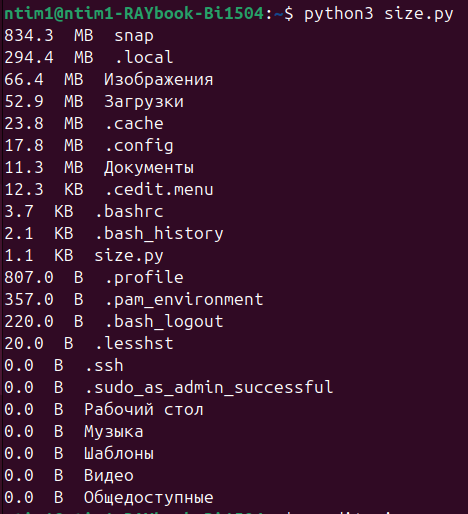 ntim1@ntim1-RAYbook-Bi1504:~$ python3 size.py
834.3  MB  snap
294.4  MB  .local
66.4  MB  Изображения
52.9  MB  Загрузки
23.8  MB  .cache
17.8  MB  .config
11.3  MB  Документы
12.3  KB  .cedit.menu
3.7  KB  .bashrc
2.1  KB  .bash_history
1.1  KB  size.py
807.0  B  .profile
357.0  B  .pam_environment
220.0  B  .bash_logout
20.0  B  .lesshst
0.0  B  .ssh
0.0  B  .sudo_as_admin_successful
0.0  B  Рабочий стол
0.0  B  Музыка
0.0  B  Шаблоны
0.0  B  Видео
0.0  B  Общедоступные